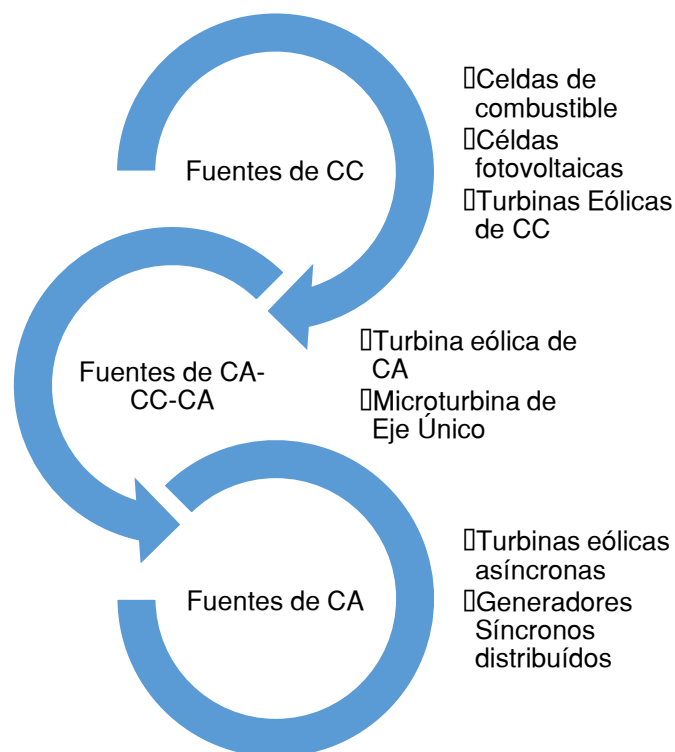 Fuentes de CC
▯Celdas de
combustible
▯Céldas
fotovoltaicas
▯Turbinas Eólicas
de CC
Fuentes de CA-
CC-CA
▯Turbina eólica de
CA
▯Microturbina de
Eje Único
Fuentes de CA
▯Turbinas eólicas
asíncronas
▯Generadores
Síncronos
distribuídos